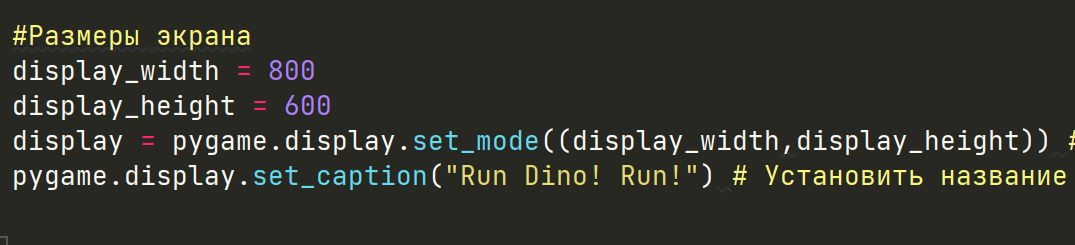 #Размеры экрана
display_width = 800
display_height = 600
display = pygame.display.set_mode((display_width,display_height)) #
pygame.display.set_caption("Run Dino! Run!") # Установить название